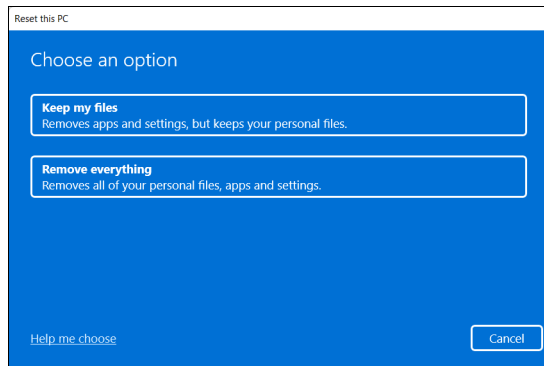 Reset this PC
Choose an option
Keep my files
Removes apps and settings, but keeps your personal files.
Remove everything
Removes all of your personal files, apps and settings.
Help me choose
Cancel